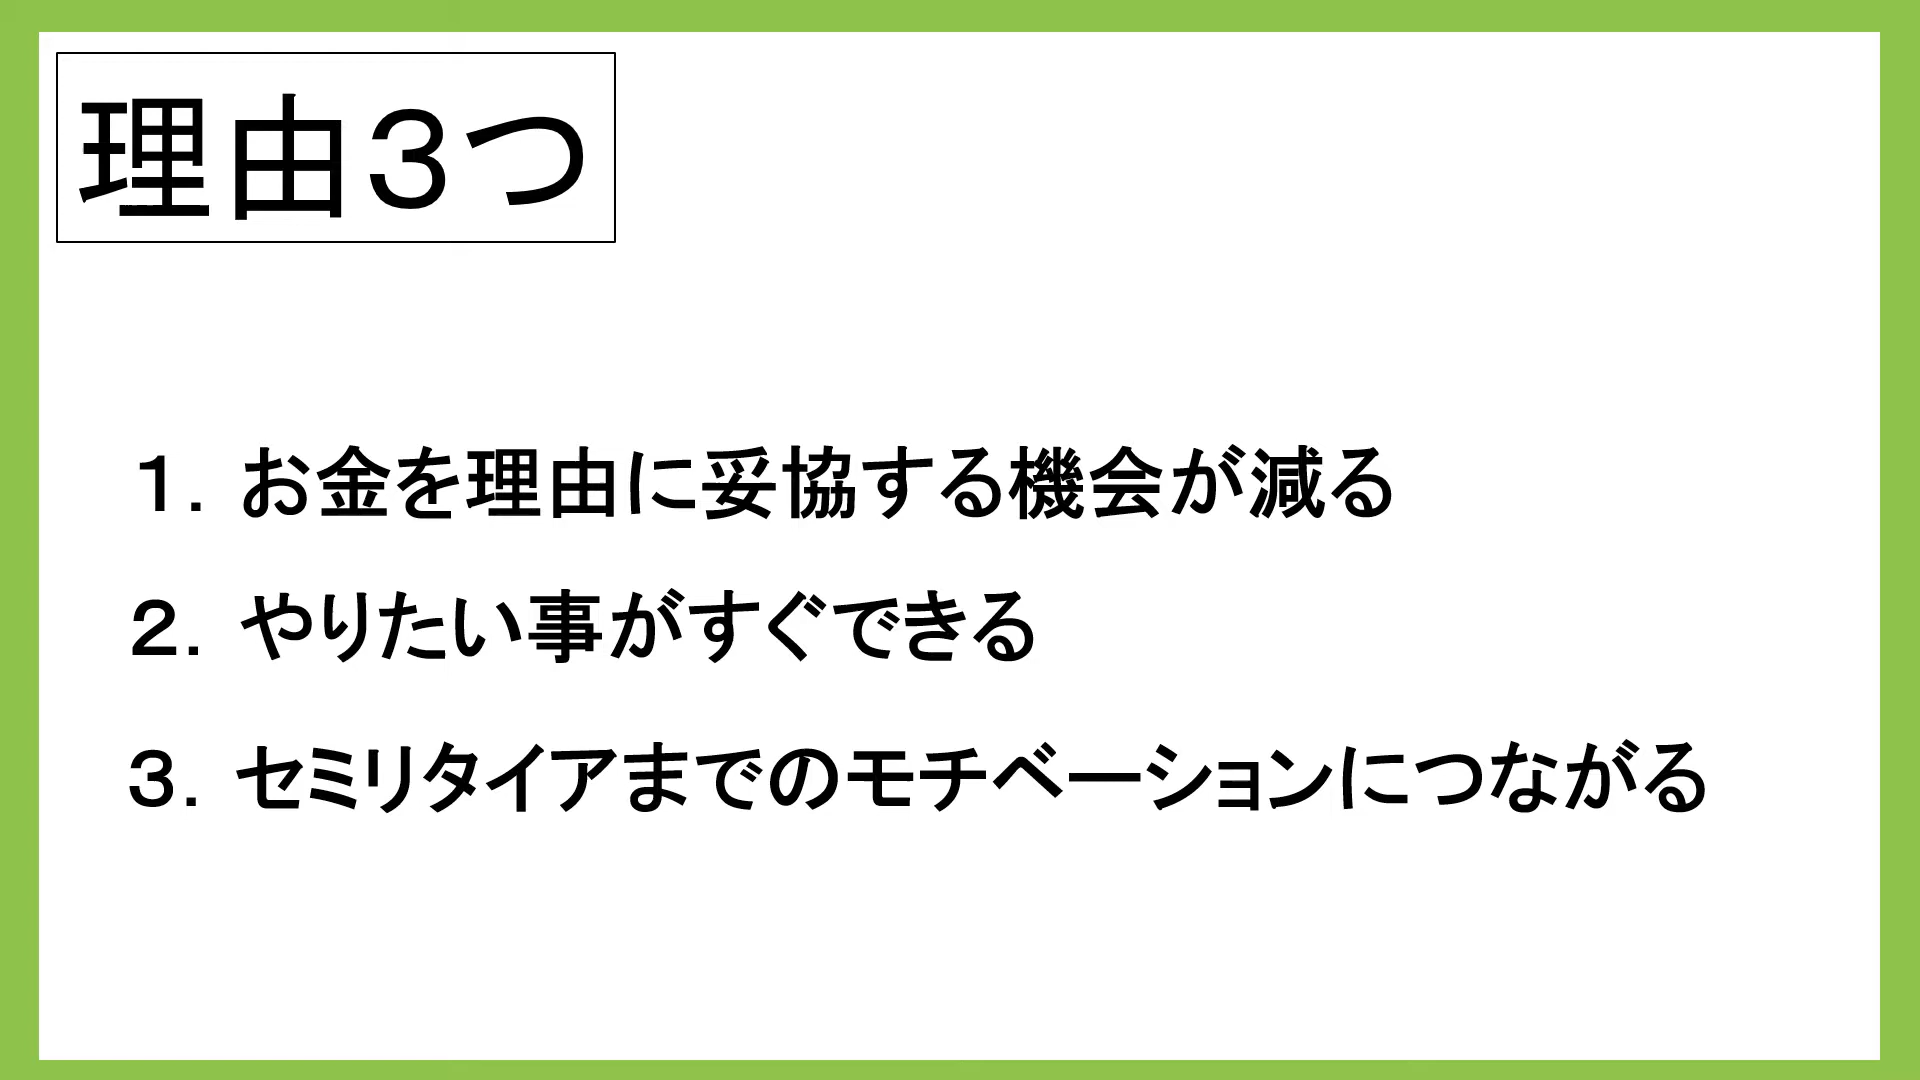 理由３つ
１．お金を理由に妥協する機会が減る
２．やりたい事がすぐできる
３．セミリタイアまでのモチベーションにつながる